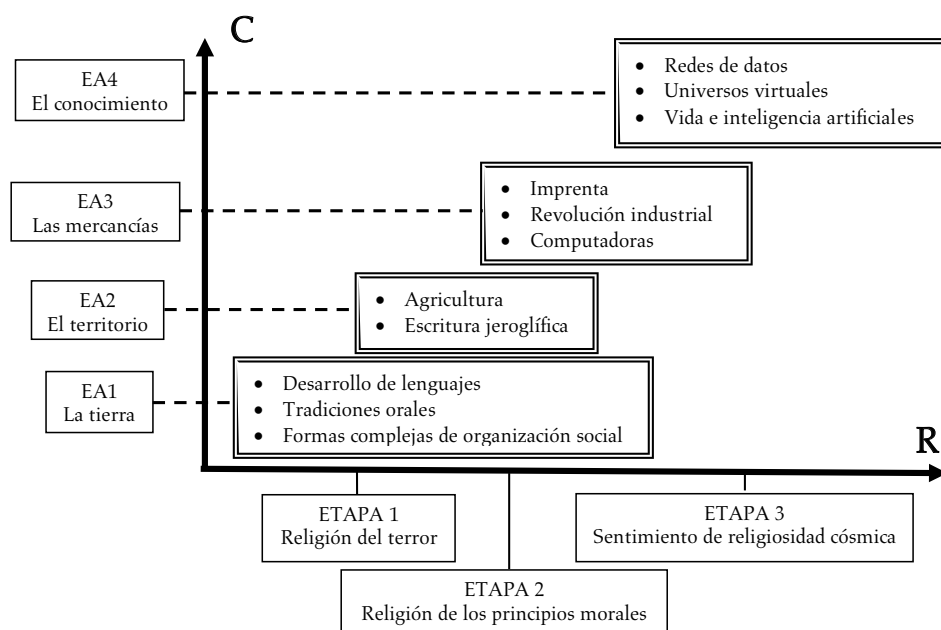 C
EA4
El conocimiento
• Redes de datos
• Universos virtuales
• Vida e inteligencia artificiales
EA3
Las mercancías
• Imprenta
• Revolución industrial
• Computadoras
EA2
El territorio
• Agricultura
• Escritura jeroglífica
EA1
La tierra
• Desarrollo de lenguajes
• Tradiciones orales
• Formas complejas de organización social
R
ETAPA 1
Religión del terror
ETAPA 2
Religión de los principios morales
ETAPA 3
Sentimiento de religiosidad cósmica